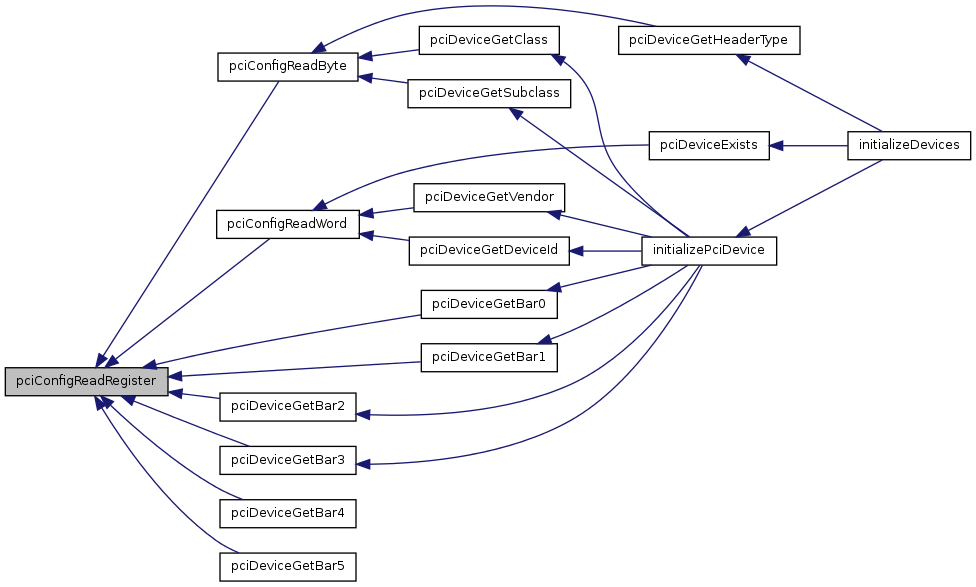 pciDeviceGetHeaderType
pciDeviceGetClass
pciConfigReadByte
pciDeviceGetSubclass
pciDeviceExists
initializeDevices
pciDeviceGetVendor
pciConfigReadWord
pciDeviceGetDeviceId
initializePciDevice
pciDeviceGetBar0
pciDeviceGetBar1
pciConfigReadRegister
pciDeviceGetBar2
pciDeviceGetBar3
pciDeviceGetBar4
pciDeviceGetBar5